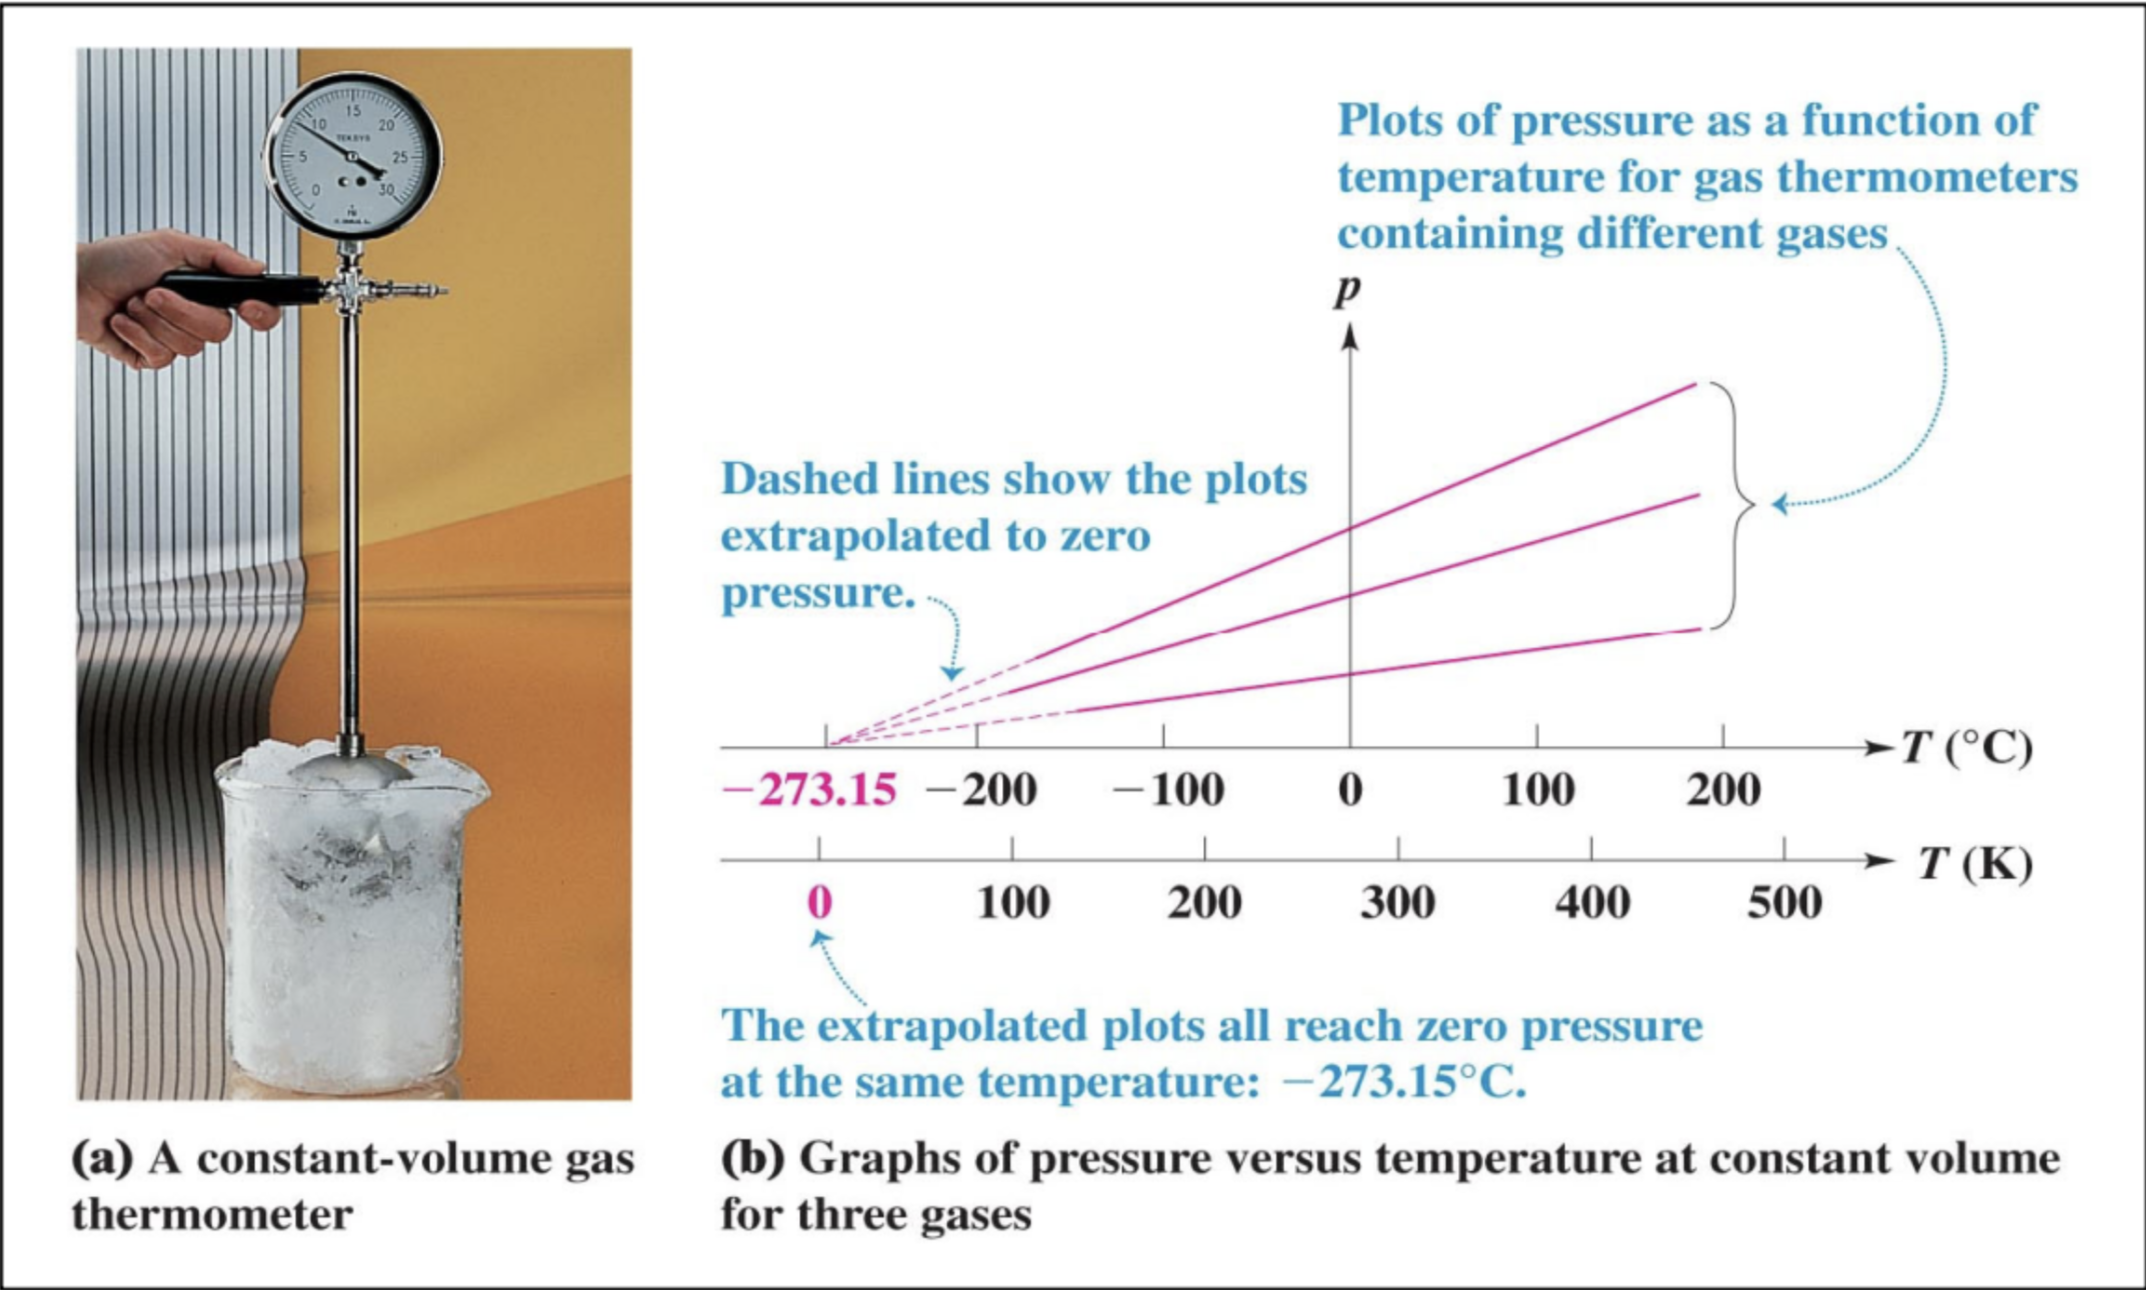 15
10
20
TEKSYS
5
25
0
30
Plots of pressure as a function of
temperature for gas thermometers
containing different gases
p
Dashed lines show the plots
extrapolated to zero
pressure.
T (°C)
−273.15 −200 −100 0 100 200
T (K)
0 100 200 300 400 500
The extrapolated plots all reach zero pressure
at the same temperature: −273.15°C.
(a) A constant-volume gas
thermometer
(b) Graphs of pressure versus temperature at constant volume
for three gases